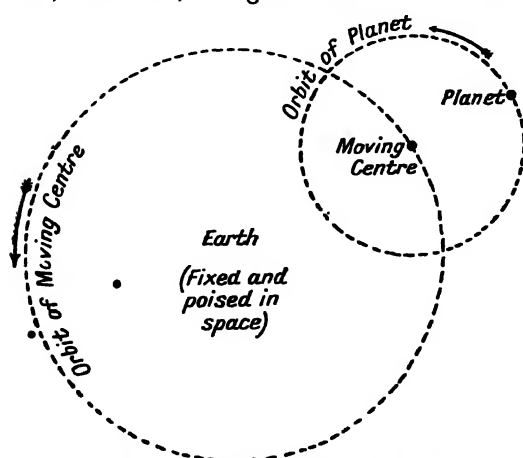 Orbit of Planet
Planet
Moving
Centre
Orbit of Moving Centre
Earth
(Fixed and
poised in
space)